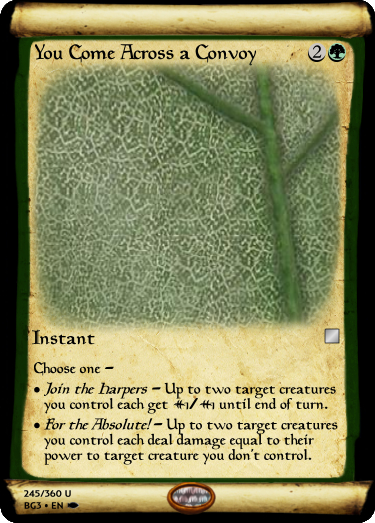 You Come Across a Convoy 2
Instant
Choose one –
• Join the Harpers – Up to two target creatures
you control each get +1/+1 until end of turn.
• For the Absolute! – Up to two target creatures
you control each deal damage equal to their
power to target creature you don't control.
245/360 U
BG3 • EN